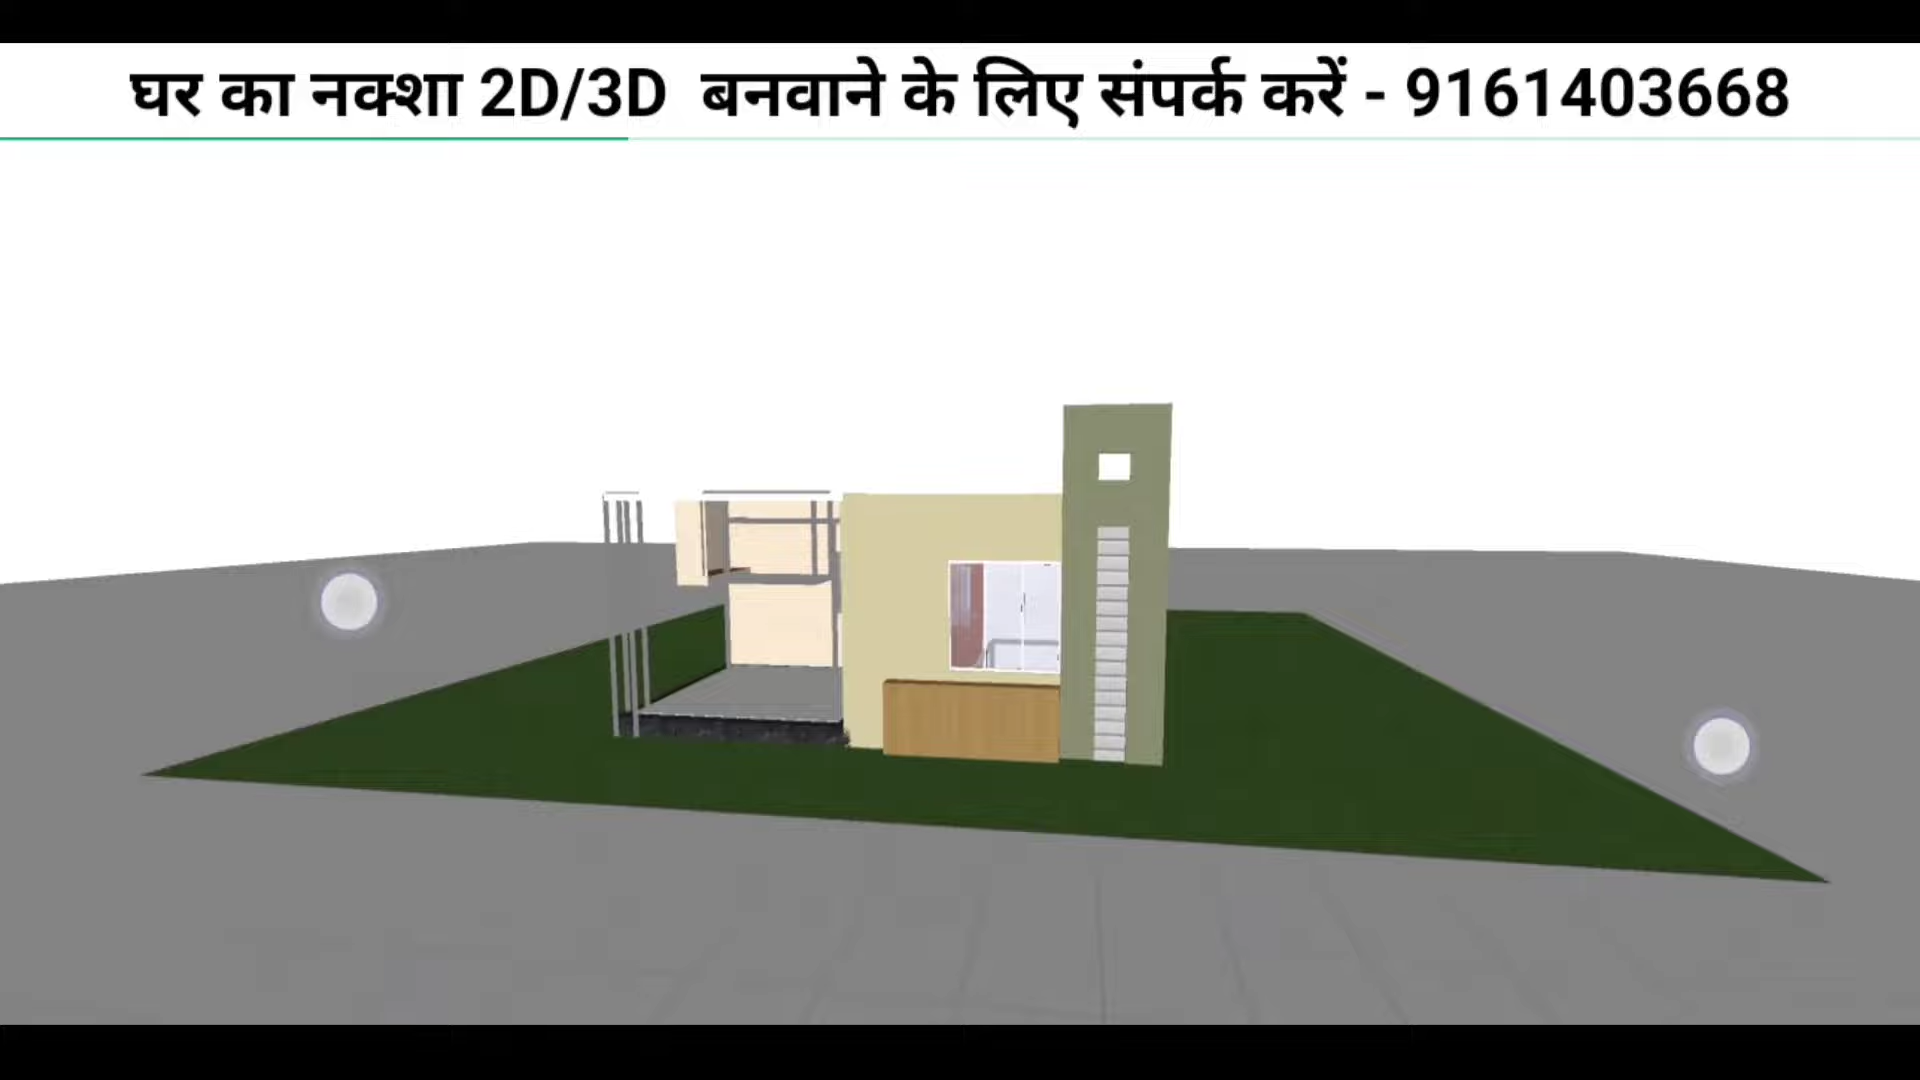 घर का नक्शा 2D/3D बनवाने के लिए संपर्क करें - 9161403668